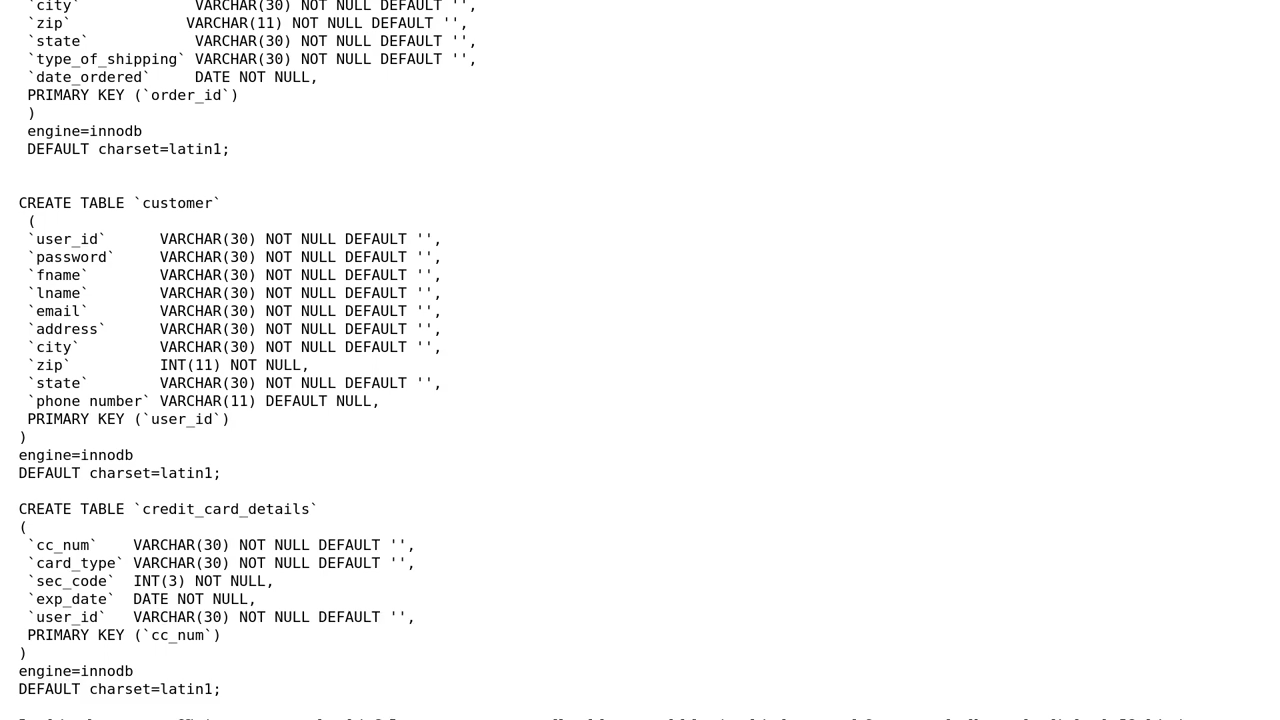 `city`             VARCHAR(30) NOT NULL DEFAULT '',
`zip`             VARCHAR(11) NOT NULL DEFAULT '',
`state`            VARCHAR(30) NOT NULL DEFAULT '',
`type_of_shipping` VARCHAR(30) NOT NULL DEFAULT '',
`date_ordered`     DATE NOT NULL,
PRIMARY KEY (`order_id`)
)
engine=innodb
DEFAULT charset=latin1;
CREATE TABLE `customer`
(
`user_id`      VARCHAR(30) NOT NULL DEFAULT '',
`password`     VARCHAR(30) NOT NULL DEFAULT '',
`fname`        VARCHAR(30) NOT NULL DEFAULT '',
`lname`        VARCHAR(30) NOT NULL DEFAULT '',
`email`        VARCHAR(30) NOT NULL DEFAULT '',
`address`      VARCHAR(30) NOT NULL DEFAULT '',
`city`         VARCHAR(30) NOT NULL DEFAULT '',
`zip`          INT(11) NOT NULL,
`state`        VARCHAR(30) NOT NULL DEFAULT '',
`phone number` VARCHAR(11) DEFAULT NULL,
PRIMARY KEY (`user_id`)
)
engine=innodb
DEFAULT charset=latin1;
CREATE TABLE `credit_card_details`
(
`cc_num`    VARCHAR(30) NOT NULL DEFAULT '',
`card_type` VARCHAR(30) NOT NULL DEFAULT '',
`sec_code`  INT(3) NOT NULL,
`exp_date`  DATE NOT NULL,
`user_id`   VARCHAR(30) NOT NULL DEFAULT '',
PRIMARY KEY (`cc_num`)
)
engine=innodb
DEFAULT charset=latin1;